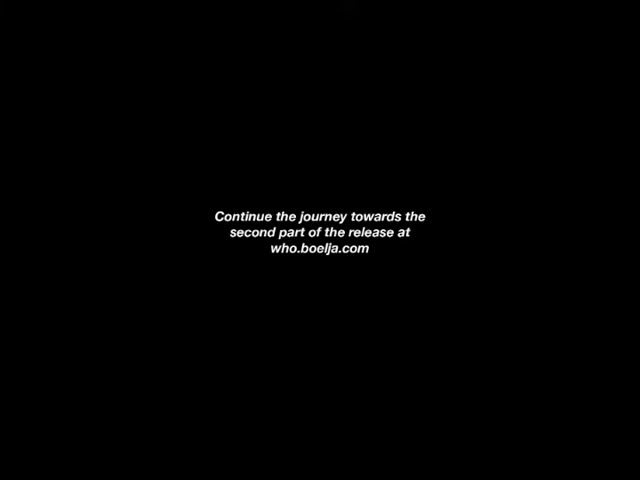 Continue the journey towards the
second part of the release at
who.boelja.com